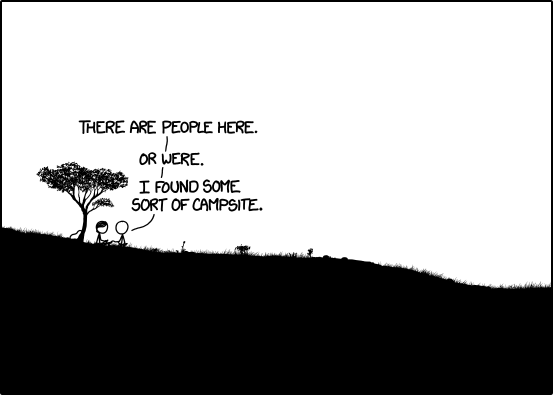 THERE ARE PEOPLE HERE.
OR WERE.
I FOUND SOME
SORT OF CAMPSITE.